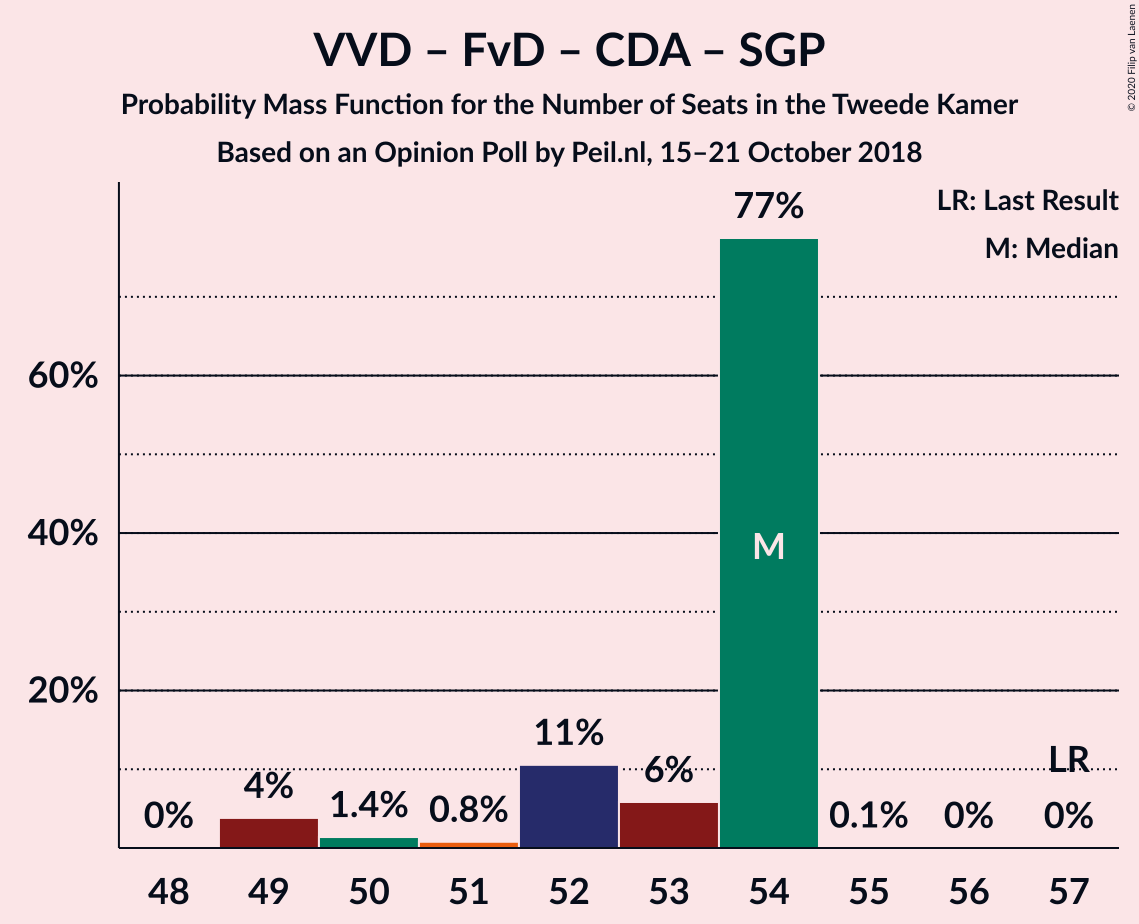 VVD – FvD – CDA – SGP
Probability Mass Function for the Number of Seats in the Tweede Kamer
Based on an Opinion Poll by Peil.nl, 15–21 October 2018
© 2020 Filip van Laenen
LR: Last Result
M: Median
77%
60%
40%
20%
M
LR
0%
4%
1.4%
0.8%
11%
6%
0.1%
0%
0%
48
49
50
51
52
53
54
55
56
57